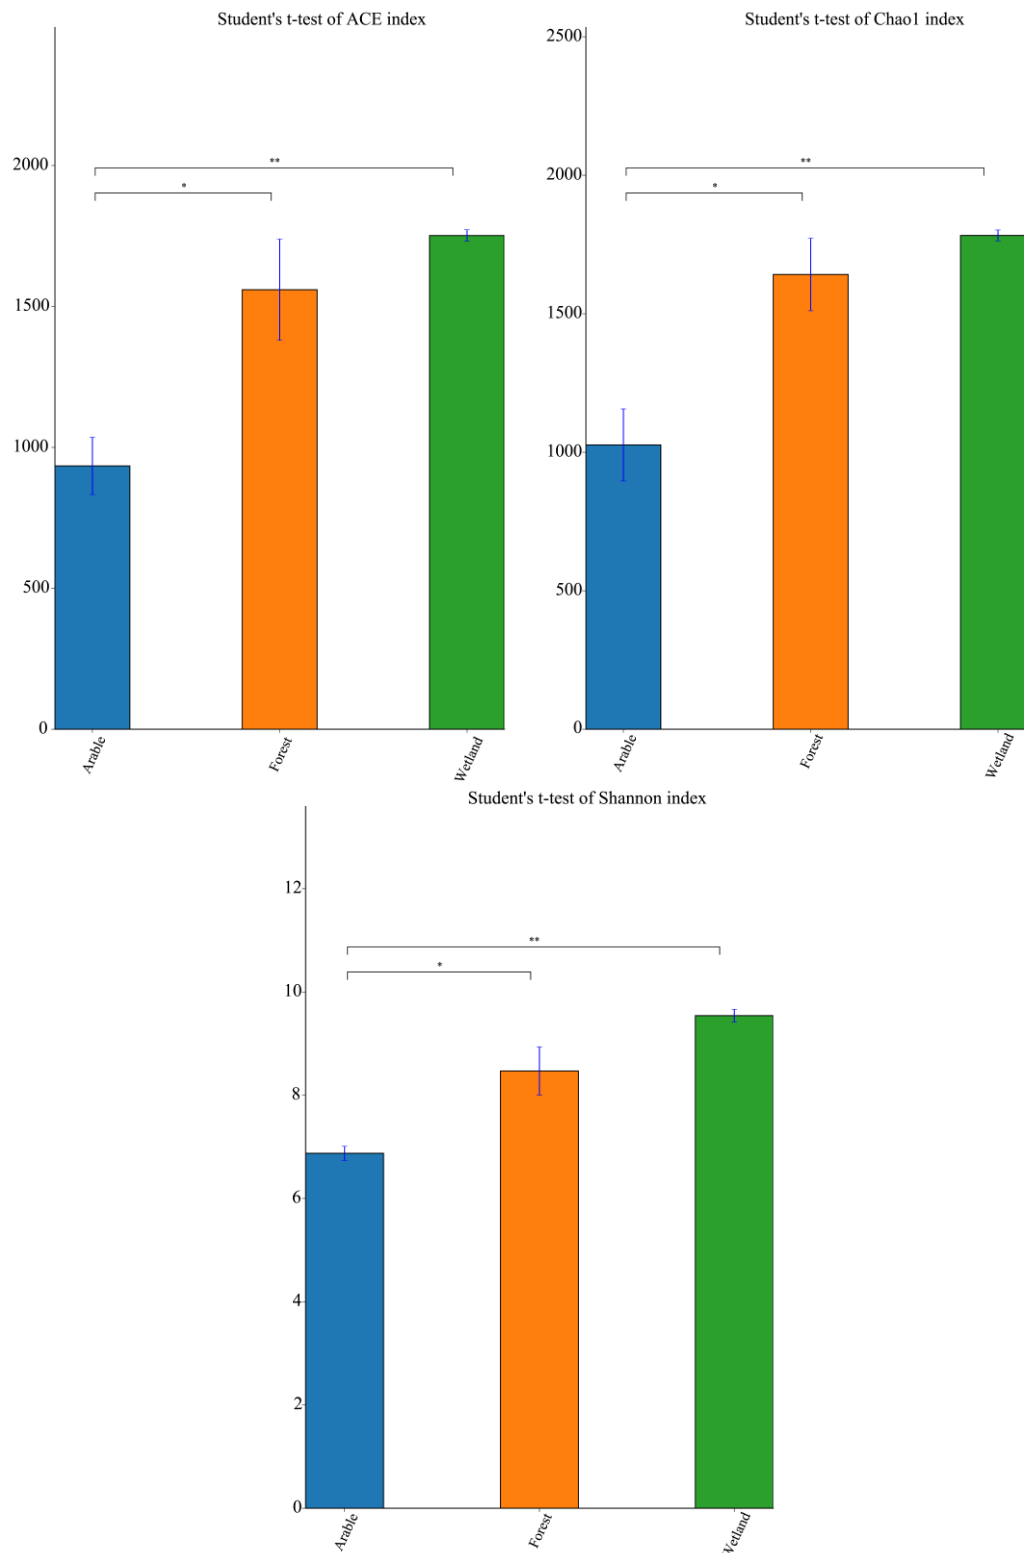 Student's t-test of ACE index
2000
1500
1000
500
0
**
*
Arable
Forest
Wetland
Student's t-test of Chao1 index
2500
2000
1500
1000
500
0
**
*
Arable
Forest
Wetland
Student's t-test of Shannon index
12
10
8
6
4
2
0
**
*
Arable
Forest
Wetland